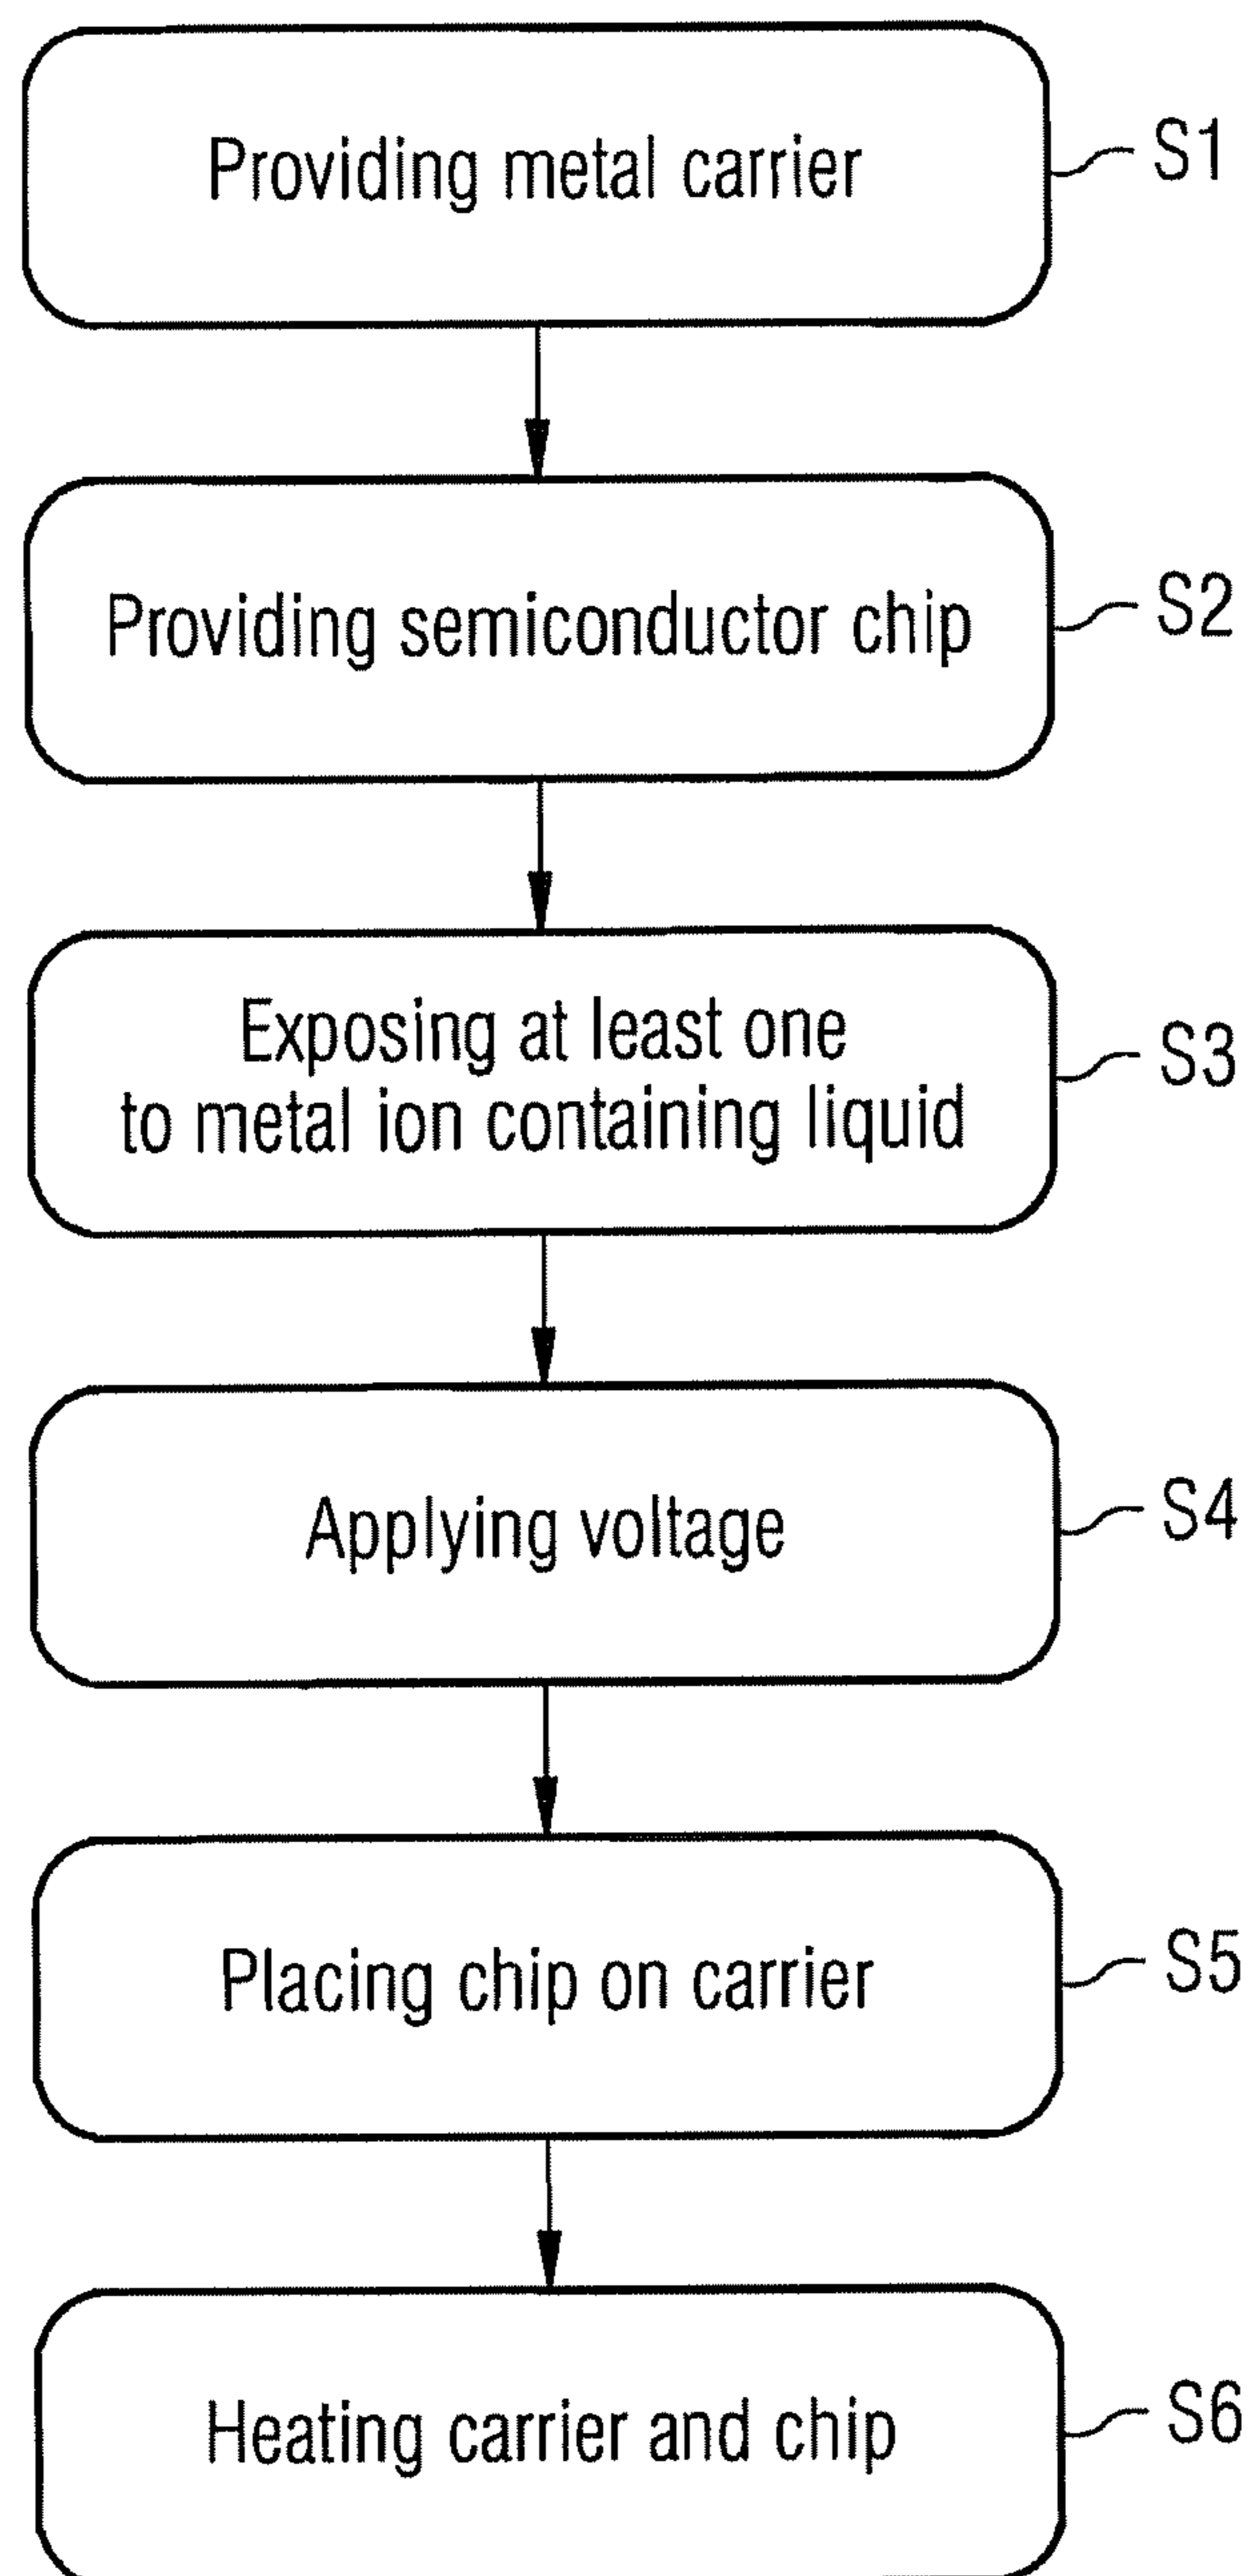 Providing metal carrier
S1
Providing semiconductor chip
S2
Exposing at least one
to metal ion containing liquid
S3
Applying voltage
S4
Placing chip on carrier
S5
Heating carrier and chip
S6